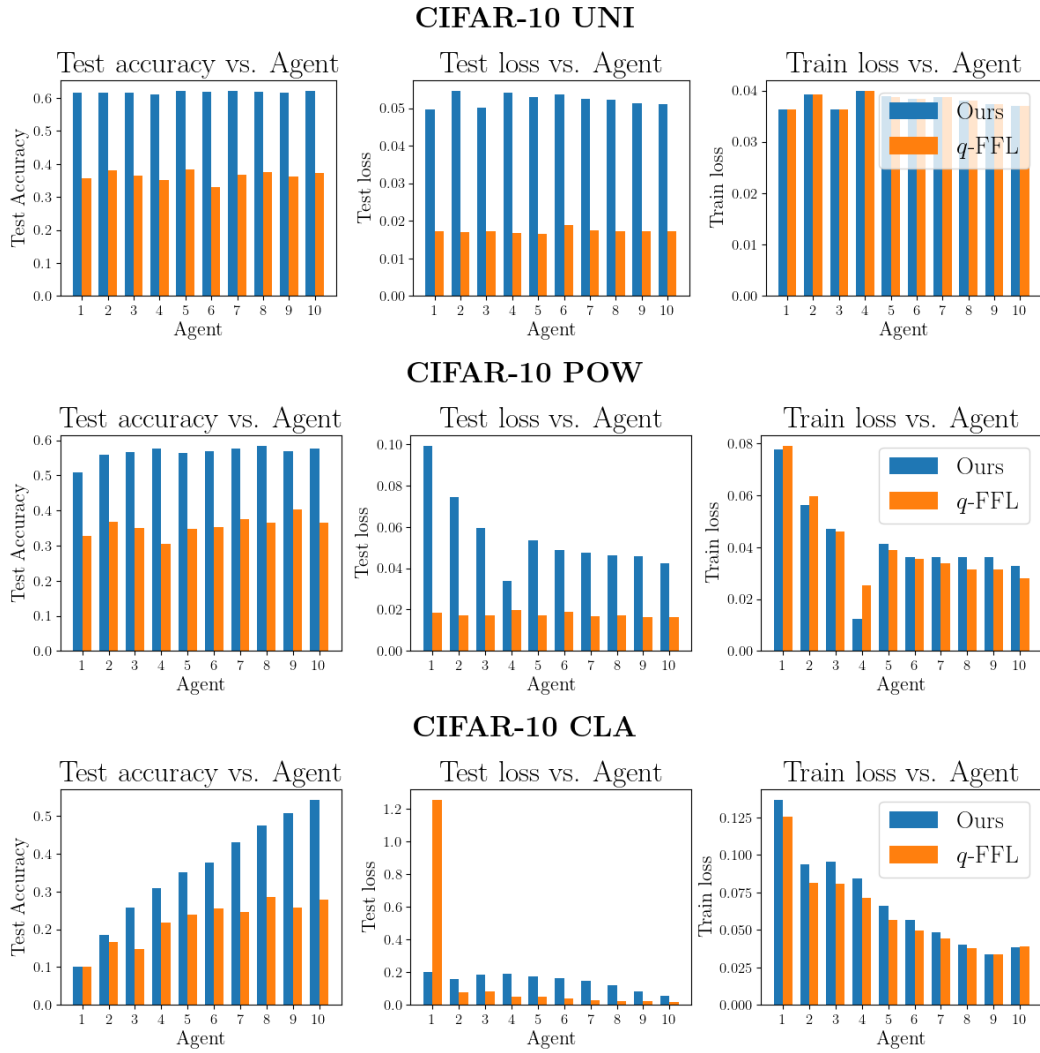 CIFAR-10 UNI
Test accuracy vs. Agent
Test Accuracy
0.6
0.5
0.4
0.3
0.2
0.1
0.0
1 2 3 4 5 6 7 8 9 10
Agent
Test loss vs. Agent
Test loss
0.05
0.04
0.03
0.02
0.01
0.00
1 2 3 4 5 6 7 8 9 10
Agent
Train loss vs. Agent
Train loss
0.04
0.03
0.02
0.01
0.00
1 2 3 4 5 6 7 8 9 10
Agent
Ours
q-FFL
CIFAR-10 POW
Test accuracy vs. Agent
Test Accuracy
0.6
0.5
0.4
0.3
0.2
0.1
0.0
1 2 3 4 5 6 7 8 9 10
Agent
Test loss vs. Agent
Test loss
0.10
0.08
0.06
0.04
0.02
0.00
1 2 3 4 5 6 7 8 9 10
Agent
Train loss vs. Agent
Train loss
0.08
0.06
0.04
0.02
0.00
1 2 3 4 5 6 7 8 9 10
Agent
Ours
q-FFL
CIFAR-10 CLA
Test accuracy vs. Agent
Test Accuracy
0.5
0.4
0.3
0.2
0.1
0.0
1 2 3 4 5 6 7 8 9 10
Agent
Test loss vs. Agent
Test loss
1.2
1.0
0.8
0.6
0.4
0.2
0.0
1 2 3 4 5 6 7 8 9 10
Agent
Train loss vs. Agent
Train loss
0.125
0.100
0.075
0.050
0.025
0.000
1 2 3 4 5 6 7 8 9 10
Agent
Ours
q-FFL